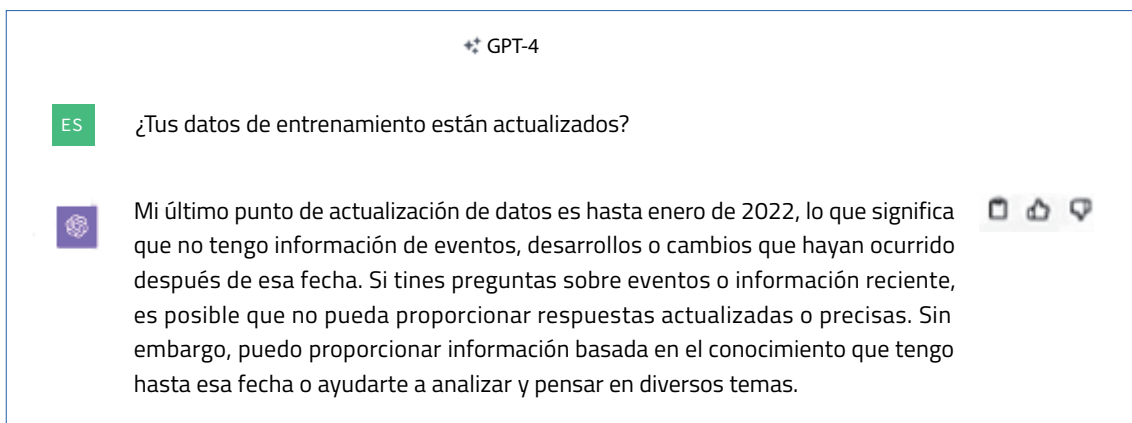 GPT-4
ES
¿Tus datos de entrenamiento están actualizados?
Mi último punto de actualización de datos es hasta enero de 2022, lo que significa
que no tengo información de eventos, desarrollos o cambios que hayan ocurrido
después de esa fecha. Si tines preguntas sobre eventos o información reciente,
es posible que no pueda proporcionar respuestas actualizadas o precisas. Sin
embargo, puedo proporcionar información basada en el conocimiento que tengo
hasta esa fecha o ayudarte a analizar y pensar en diversos temas.